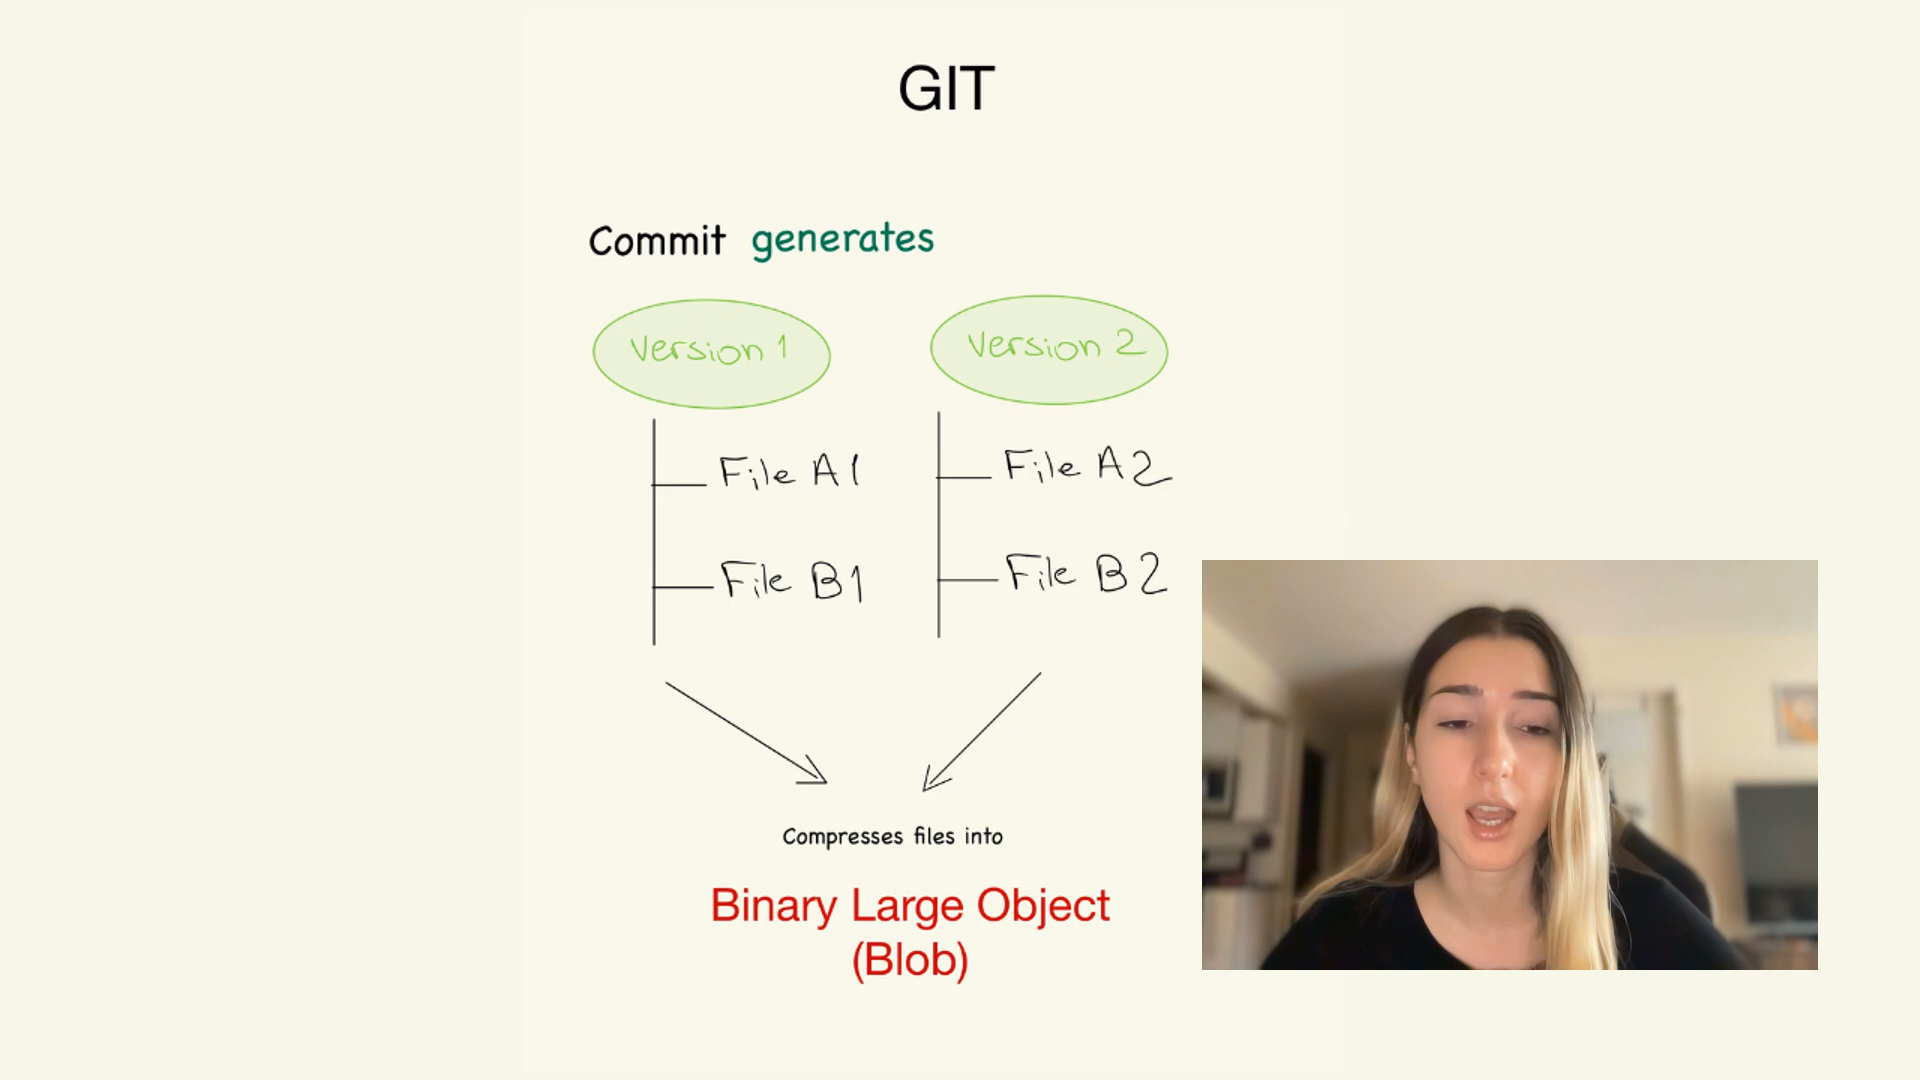 GIT
Commit generates
Version 1
Version 2
File A1
File A2
File B1
File B2
Compresses files into
Binary Large Object
(Blob)